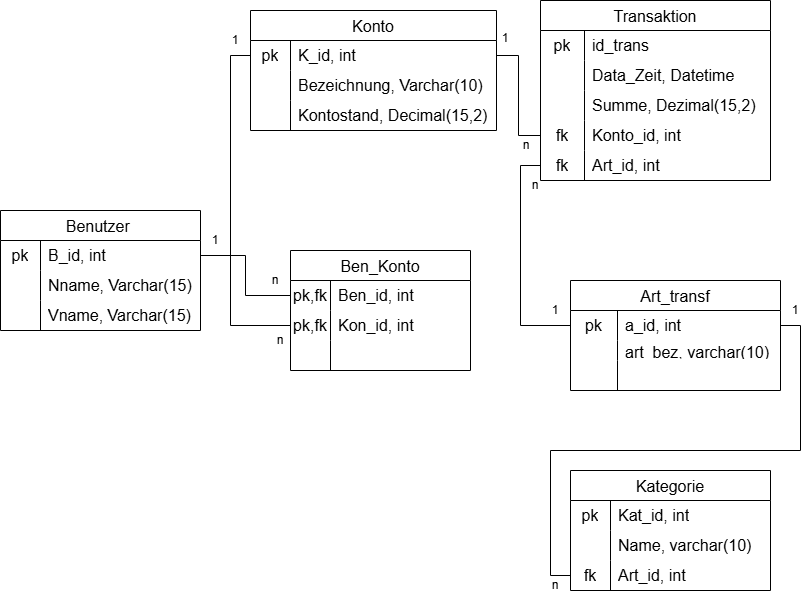 Konto
pk K_id, int
Bezeichnung, Varchar(10)
Kontostand, Decimal(15,2)
1
1
Transaktion
pk id_trans
Data_Zeit, Datetime
Summe, Dezimal(15,2)
fk Konto_id, int
fk Art_id, int
n
n
Benutzer
pk B_id, int
Nname, Varchar(15)
Vname, Varchar(15)
1
n
n
Ben_Konto
pk,fk Ben_id, int
pk,fk Kon_id, int
Art_transf
pk a_id, int
art_bez, varchar(10)
1
1
Kategorie
pk Kat_id, int
Name, varchar(10)
fk Art_id, int
n